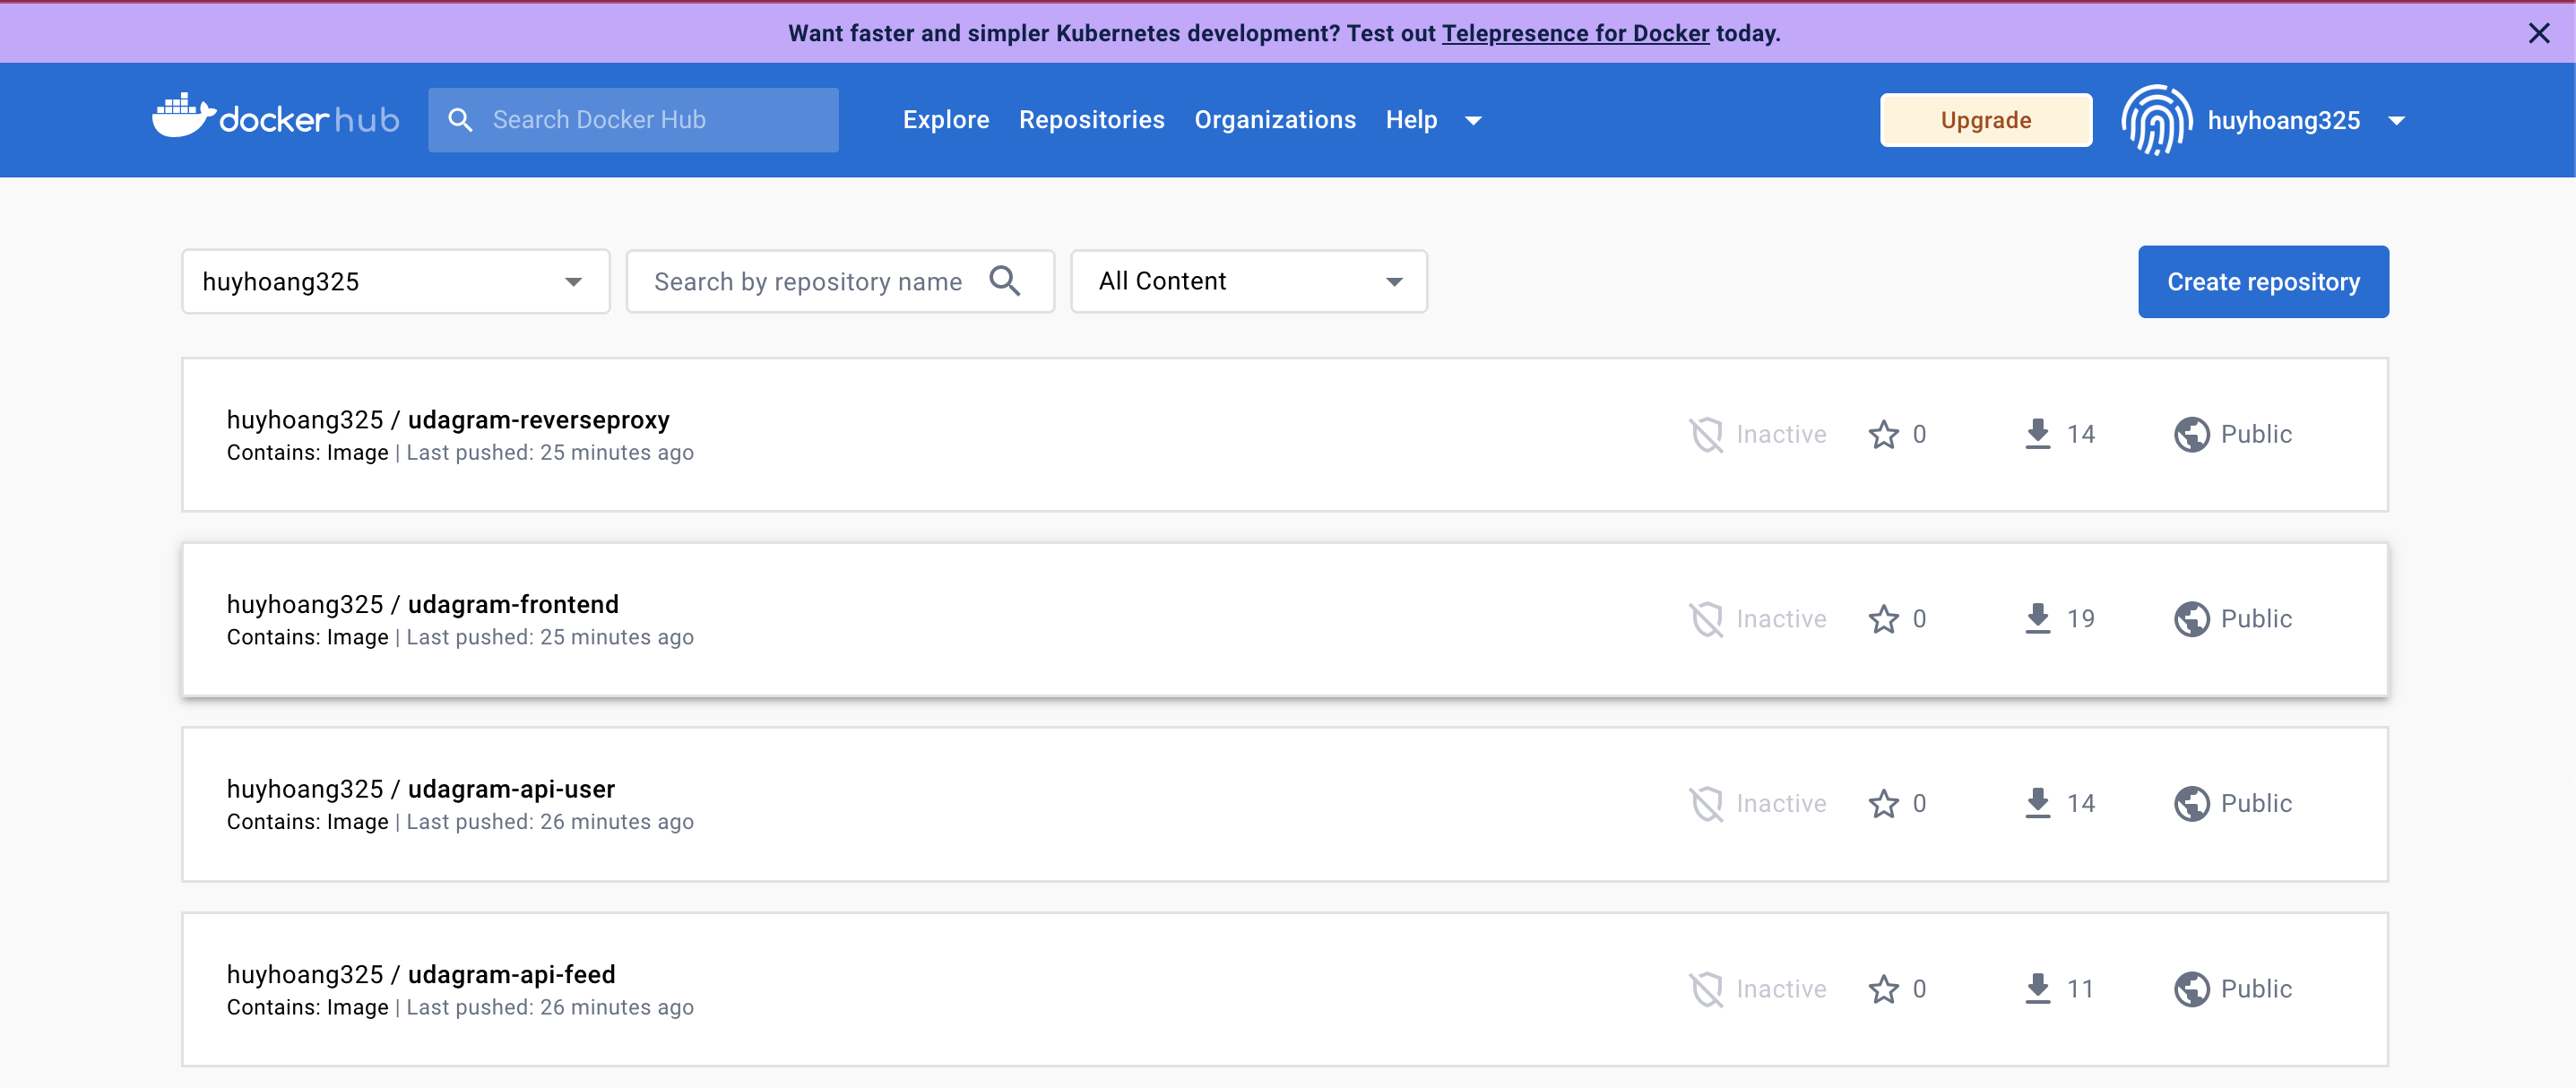 Want faster and simpler Kubernetes development? Test out Telepresence for Docker today.
dockerhub Search Docker Hub Explore Repositories Organizations Help Upgrade huyhoang325
huyhoang325 Search by repository name All Content Create repository
huyhoang325 / udagram-reverseproxy
Contains: Image | Last pushed: 25 minutes ago
Inactive 0 14 Public
huyhoang325 / udagram-frontend
Contains: Image | Last pushed: 25 minutes ago
Inactive 0 19 Public
huyhoang325 / udagram-api-user
Contains: Image | Last pushed: 26 minutes ago
Inactive 0 14 Public
huyhoang325 / udagram-api-feed
Contains: Image | Last pushed: 26 minutes ago
Inactive 0 11 Public